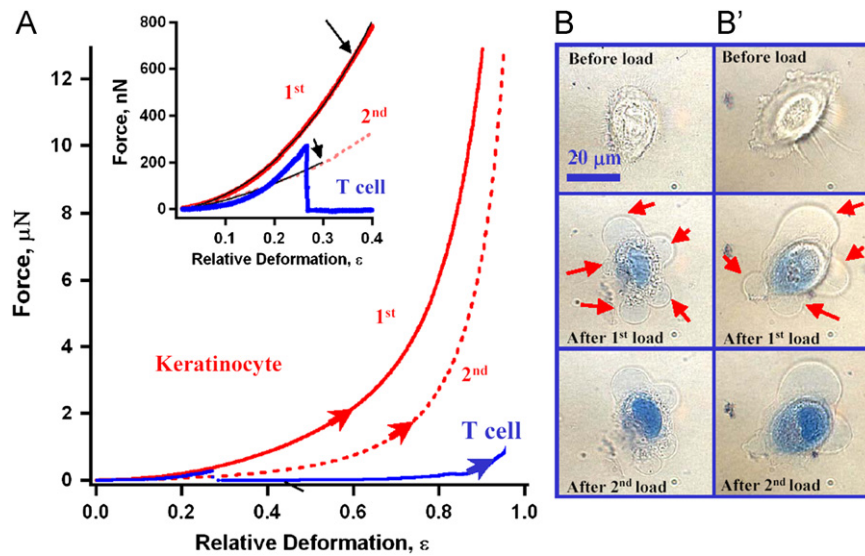 A
B
B'
800
600
400
200
0
Force, nN
1st
2nd
T cell
0.1
0.2
0.3
0.4
Relative Deformation, ε
12
10
8
6
4
2
0
Force, μN
1st
2nd
Keratinocyte
T cell
0.0
0.2
0.4
0.6
0.8
1.0
Relative Deformation, ε
Before load
20 μm
After 1st load
After 2nd load
Before load
After 1st load
After 2nd load